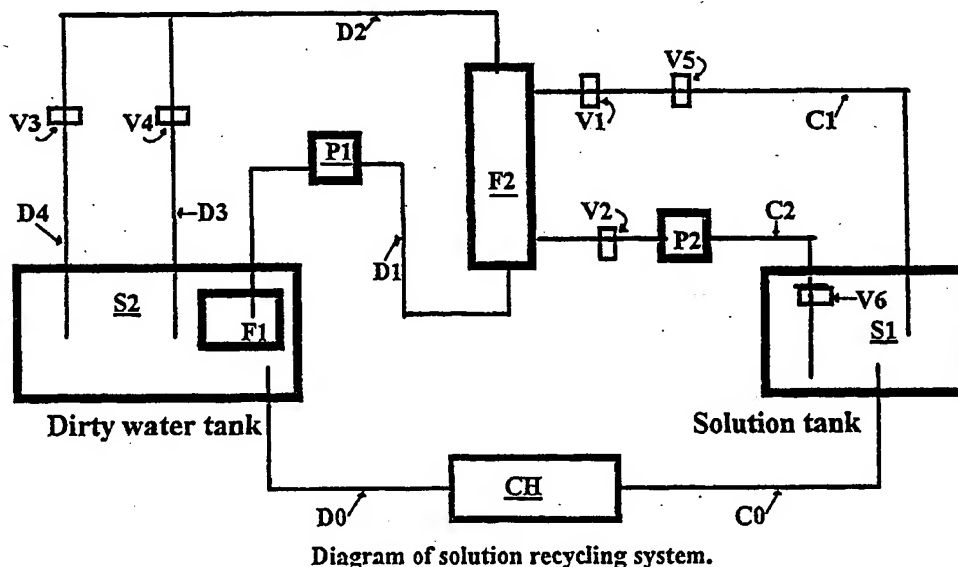 D2
V5
V3
V4
P1
V1
C1
F2
D4
D3
D1
V2
P2
C2
S2
F1
V6
S1
Dirty water tank
Solution tank
CH
D0
C0
Diagram of solution recycling system.